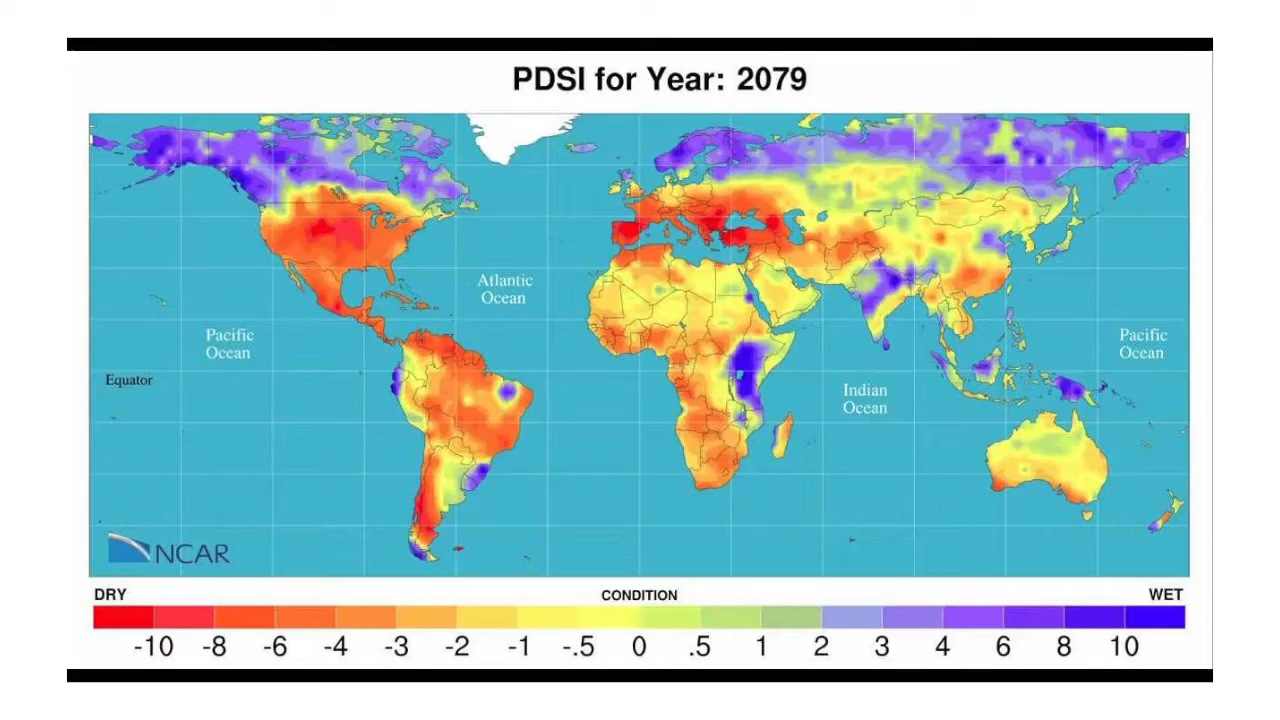 PDSI for Year: 2079
Atlantic
Ocean
Pacific
Ocean
Pacific
Ocean
Equator
Indian
Ocean
NCAR
DRY CONDITION WET
-10 -8 -6 -4 -3 -2 -1 -.5 0 .5 1 2 3 4 6 8 10